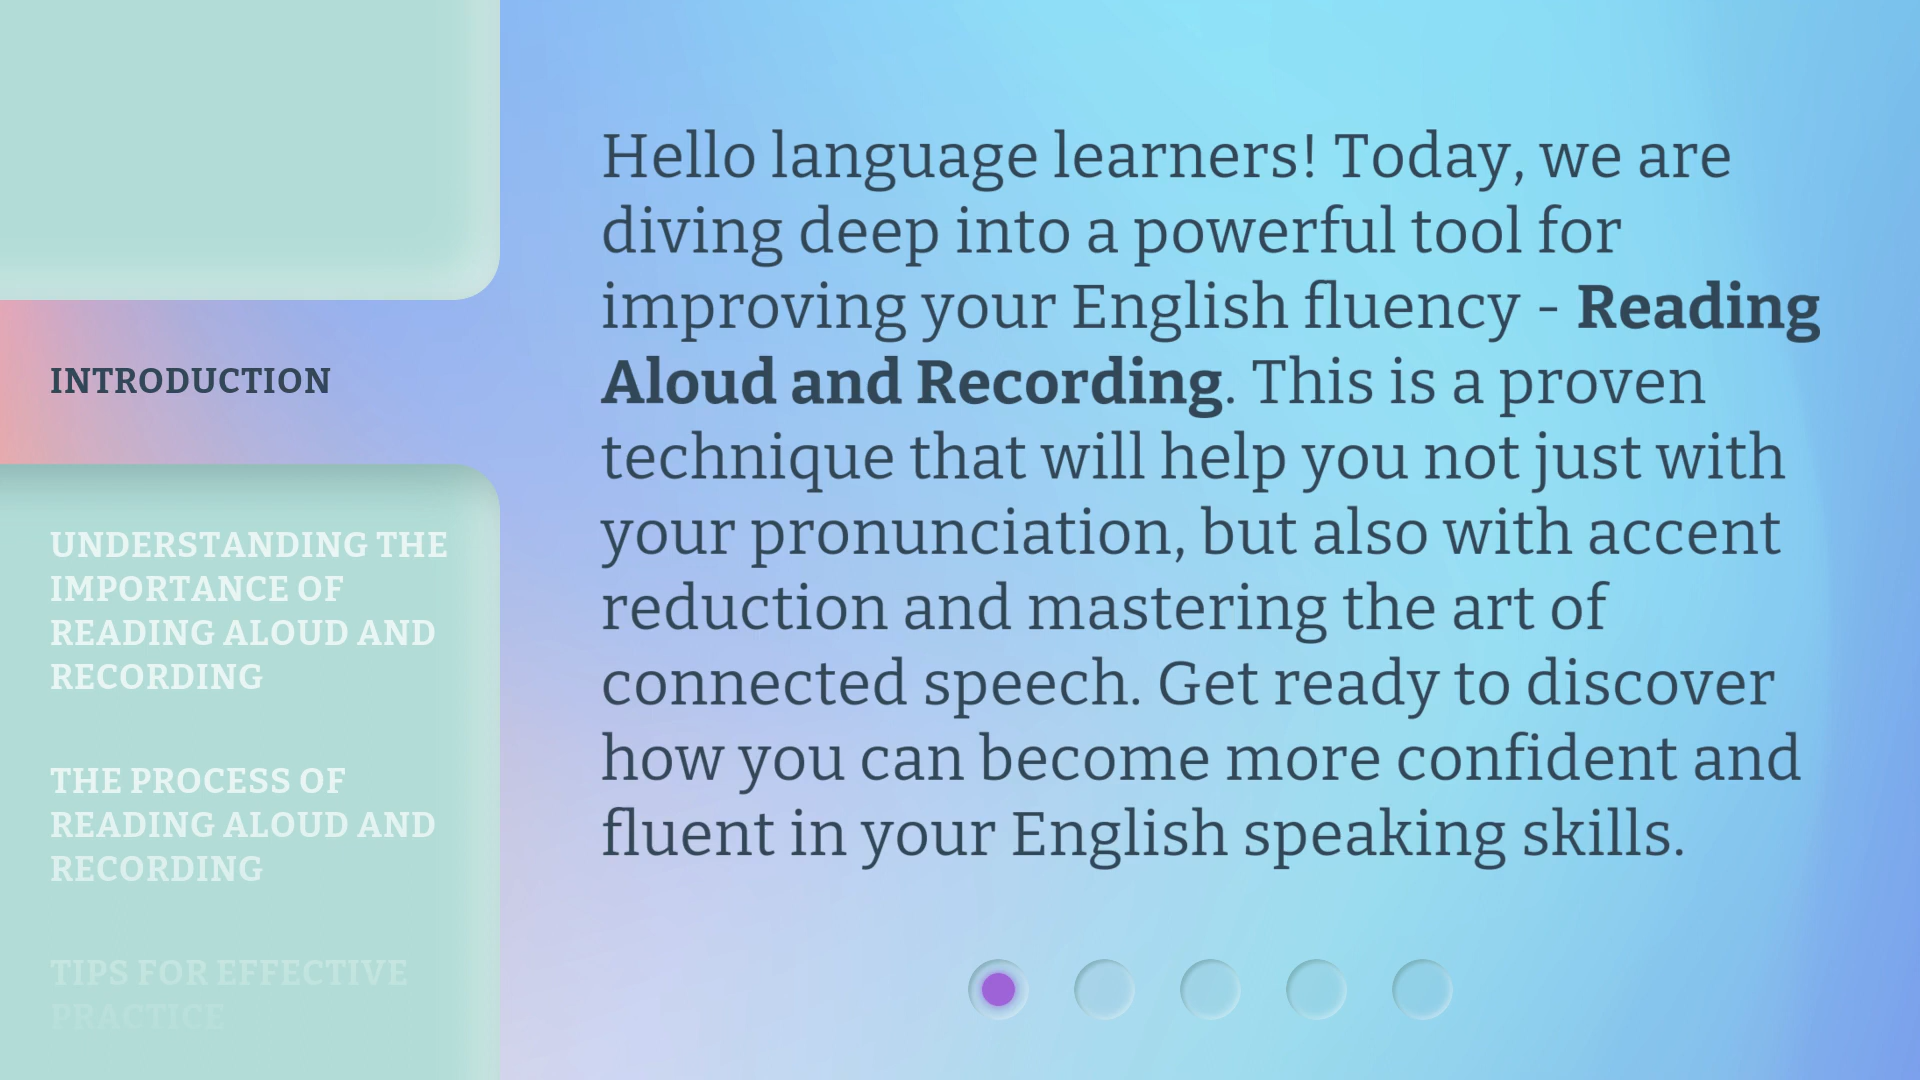 INTRODUCTION
UNDERSTANDING THE
IMPORTANCE OF
READING ALOUD AND
RECORDING
THE PROCESS OF
READING ALOUD AND
RECORDING
TIPS FOR EFFECTIVE
PRACTICE
Hello language learners! Today, we are
diving deep into a powerful tool for
improving your English fluency - Reading
Aloud and Recording. This is a proven
technique that will help you not just with
your pronunciation, but also with accent
reduction and mastering the art of
connected speech. Get ready to discover
how you can become more confident and
fluent in your English speaking skills.